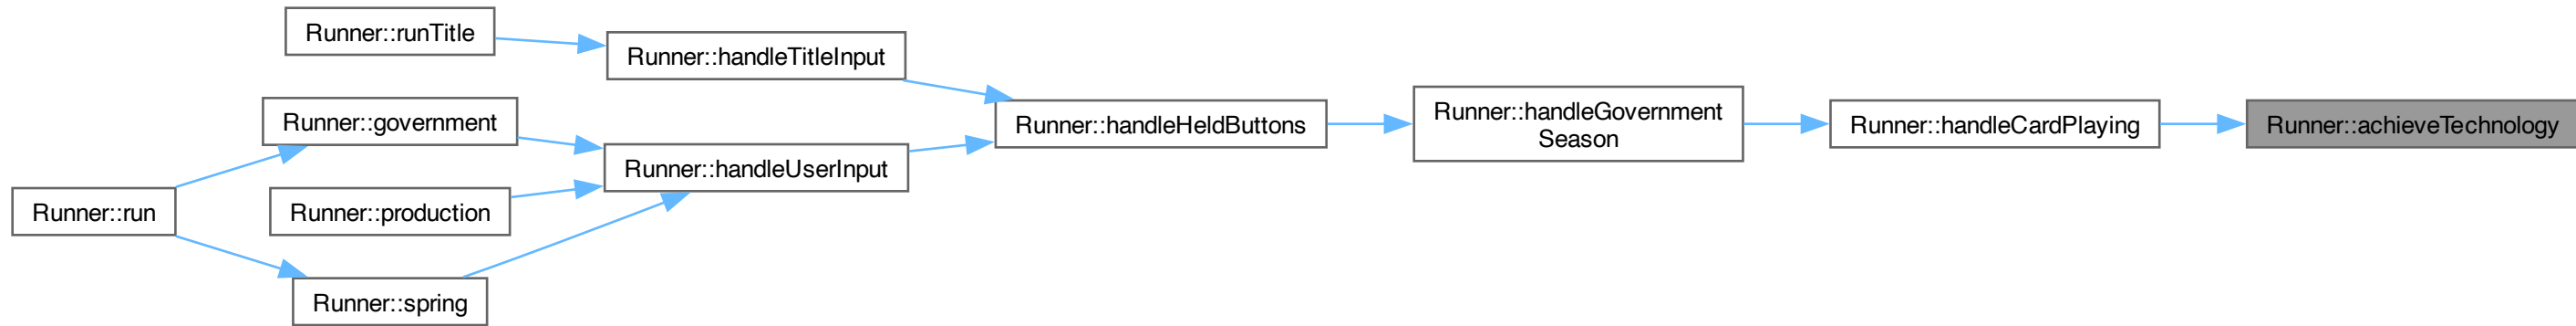 Runner::runTitle
Runner::handleTitleInput
Runner::government
Runner::handleHeldButtons
Runner::handleGovernment
Season
Runner::handleCardPlaying
Runner::achieveTechnology
Runner::handleUserInput
Runner::run
Runner::production
Runner::spring